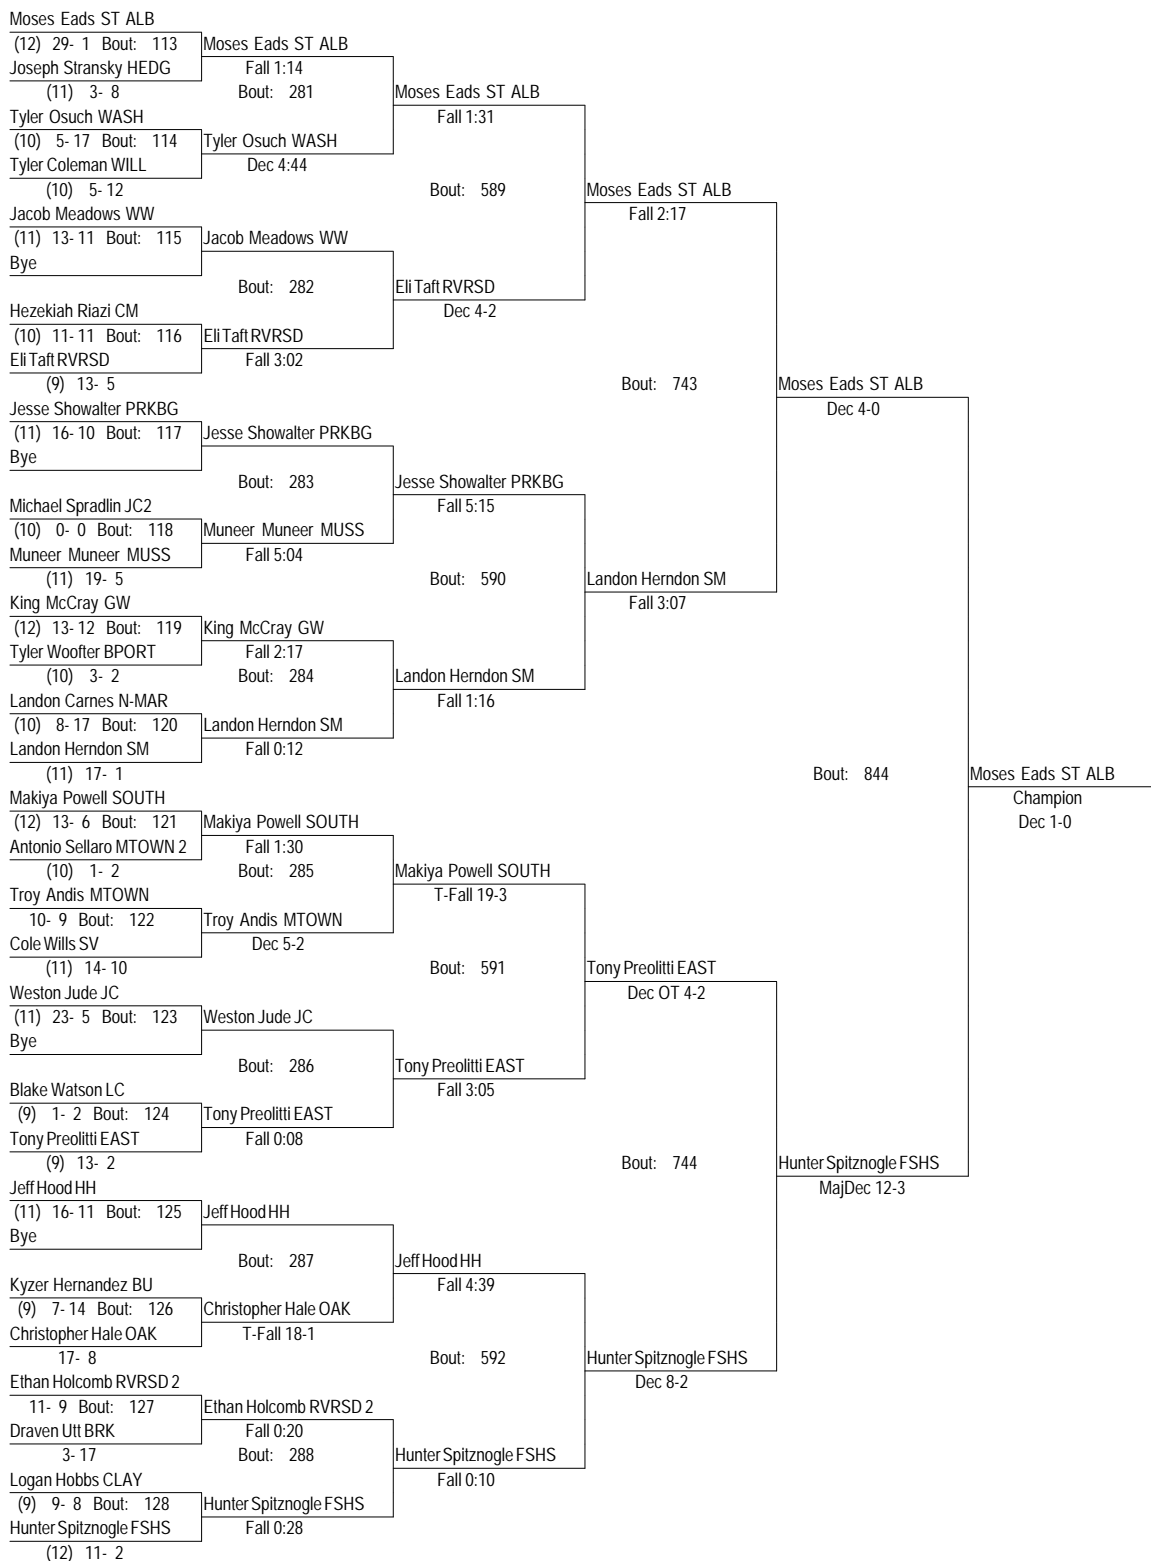 Moses Eads ST ALB
(12) 29- 1 Bout: 113 Moses Eads ST ALB
Joseph Stransky HEDG Fall 1:14
(11) 3- 8 Bout: 281 Moses Eads ST ALB
Tyler Osuch WASH Fall 1:31
(10) 5-17 Bout: 114 Tyler Osuch WASH
Tyler Coleman WILL Dec 4:44
(10) 5-12 Bout: 589 Moses Eads ST ALB
Jacob Meadows WW Fall 2:17
(11) 13-11 Bout: 115 Jacob Meadows WW
Bye
Bout: 282 Eli Taft RVRSD
Hezekiah Riazi CM Dec 4-2
(10) 11-11 Bout: 116 Eli Taft RVRSD
Eli Taft RVRSD Fall 3:02
(9) 13- 5 Bout: 743 Moses Eads ST ALB
Jesse Showalter PRKBG Dec 4-0
(11) 16-10 Bout: 117 Jesse Showalter PRKBG
Bye
Bout: 283 Jesse Showalter PRKBG
Michael Spradlin JC2 Fall 5:15
(10) 0- 0 Bout: 118 Muneer Muneer MUSS
Muneer Muneer MUSS Fall 5:04
(11) 19- 5 Bout: 590 Landon Herndon SM
King McCray GW Fall 3:07
(12) 13-12 Bout: 119 King McCray GW
Tyler Woofter BPORT Fall 2:17
(10) 3- 2 Bout: 284 Landon Herndon SM
Landon Carnes N-MAR Fall 1:16
(10) 8-17 Bout: 120 Landon Herndon SM
Landon Herndon SM Fall 0:12
(11) 17- 1 Bout: 844 Moses Eads ST ALB
Makiya Powell SOUTH Champion
(12) 13- 6 Bout: 121 Makiya Powell SOUTH Dec 1-0
Antonio Sellaro MTOWN 2 Fall 1:30
(10) 1- 2 Bout: 285 Makiya Powell SOUTH
Troy Andis MTOWN T-Fall 19-3
10- 9 Bout: 122 Troy Andis MTOWN
Cole Wills SV Dec 5-2
(11) 14-10 Bout: 591 Tony Preolitti EAST
Weston Jude JC Dec OT 4-2
(11) 23- 5 Bout: 123 Weston Jude JC
Bye
Bout: 286 Tony Preolitti EAST
Blake Watson LC Fall 3:05
(9) 1- 2 Bout: 124 Tony Preolitti EAST
Tony Preolitti EAST Fall 0:08
(9) 13- 2 Bout: 744 Hunter Spitznogle FSHS
Jeff Hood HH MajDec 12-3
(11) 16-11 Bout: 125 Jeff Hood HH
Bye
Bout: 287 Jeff Hood HH
Kyzer Hernandez BU Fall 4:39
(9) 7-14 Bout: 126 Christopher Hale OAK
Christopher Hale OAK T-Fall 18-1
17- 8 Bout: 592 Hunter Spitznogle FSHS
Ethan Holcomb RVRSD 2 Dec 8-2
11- 9 Bout: 127 Ethan Holcomb RVRSD 2
Draven Utt BRK Fall 0:20
3-17 Bout: 288 Hunter Spitznogle FSHS
Logan Hobbs CLAY Fall 0:10
(9) 9- 8 Bout: 128 Hunter Spitznogle FSHS
Hunter Spitznogle FSHS Fall 0:28
(12) 11- 2